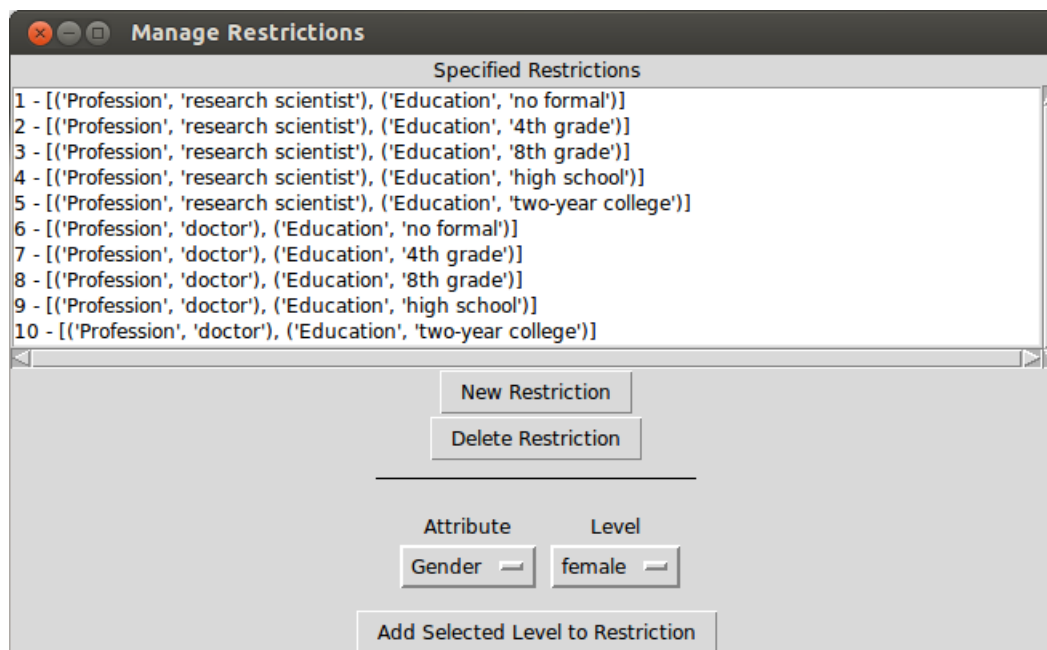 Manage Restrictions
Specified Restrictions
1 - [('Profession', 'research scientist'), ('Education', 'no formal')]
2 - [('Profession', 'research scientist'), ('Education', '4th grade')]
3 - [('Profession', 'research scientist'), ('Education', '8th grade')]
4 - [('Profession', 'research scientist'), ('Education', 'high school')]
5 - [('Profession', 'research scientist'), ('Education', 'two-year college')]
6 - [('Profession', 'doctor'), ('Education', 'no formal')]
7 - [('Profession', 'doctor'), ('Education', '4th grade')]
8 - [('Profession', 'doctor'), ('Education', '8th grade')]
9 - [('Profession', 'doctor'), ('Education', 'high school')]
10 - [('Profession', 'doctor'), ('Education', 'two-year college')]
New Restriction
Delete Restriction
Attribute Level
Gender female
Add Selected Level to Restriction